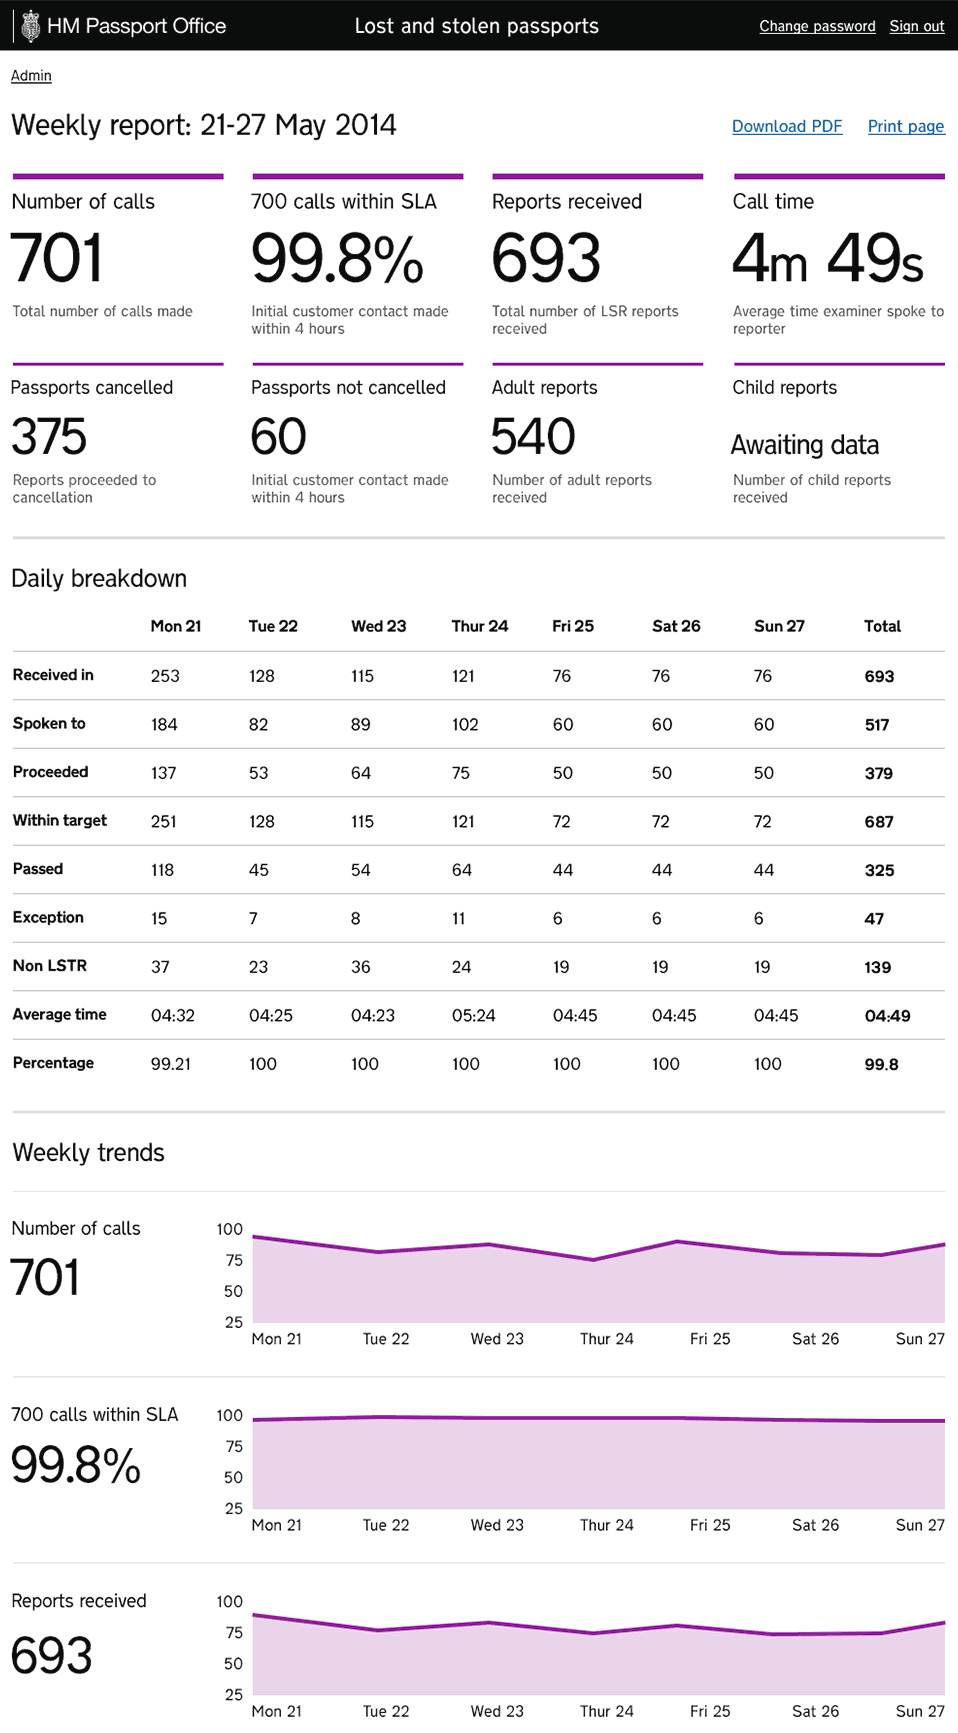 HM Passport Office Lost and stolen passports Change password Sign out
Admin
Weekly report: 21-27 May 2014 Download PDF Print page
Number of calls
701
Total number of calls made
700 calls within SLA
99.8%
Initial customer contact made
within 4 hours
Reports received
693
Total number of LSR reports
received
Call time
4m 49s
Average time examiner spoke to
reporter
Passports cancelled
375
Reports proceeded to
cancellation
Passports not cancelled
60
Initial customer contact made
within 4 hours
Adult reports
540
Number of adult reports
received
Child reports
Awaiting data
Number of child reports
received
Daily breakdown
Mon 21 Tue 22 Wed 23 Thur 24 Fri 25 Sat 26 Sun 27 Total
Received in 253 128 115 121 76 76 76 693
Spoken to 184 82 89 102 60 60 60 517
Proceeded 137 53 64 75 50 50 50 379
Within target 251 128 115 121 72 72 72 687
Passed 118 45 54 64 44 44 44 325
Exception 15 7 8 11 6 6 6 47
Non LSTR 37 23 36 24 19 19 19 139
Average time 04:32 04:25 04:23 05:24 04:45 04:45 04:45 04:49
Percentage 99.21 100 100 100 100 100 100 99.8
Weekly trends
Number of calls
701
100
75
50
25
Mon 21 Tue 22 Wed 23 Thur 24 Fri 25 Sat 26 Sun 27
700 calls within SLA
99.8%
100
75
50
25
Mon 21 Tue 22 Wed 23 Thur 24 Fri 25 Sat 26 Sun 27
Reports received
693
100
75
50
25
Mon 21 Tue 22 Wed 23 Thur 24 Fri 25 Sat 26 Sun 27